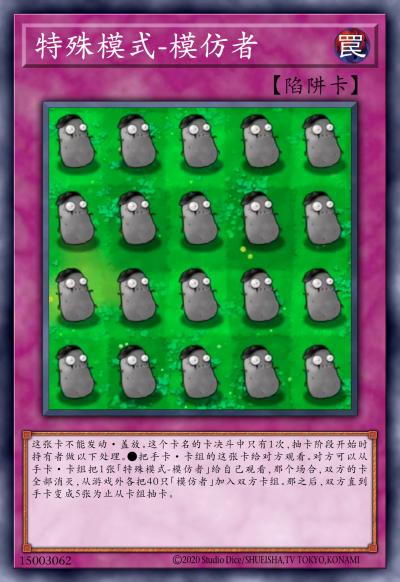 特殊模式-模仿者
罠
【陷阱卡】
这张卡不能发动·盖放。这个卡名的卡决斗中只有1次,抽卡阶段开始时
持有者做以下处理。●把手卡·卡组的这张卡给对方观看。对方可以从
手卡·卡组把1张「特殊模式-模仿者」给自己观看,那个场合,双方的卡
全部消灭,从游戏外各把40只「模仿者」加入双方卡组。那之后,双方直到
手卡变成5张为止从卡组抽卡。
15003062
©2020 Studio Dice/SHUEISHA,TV TOKYO,KONAMI